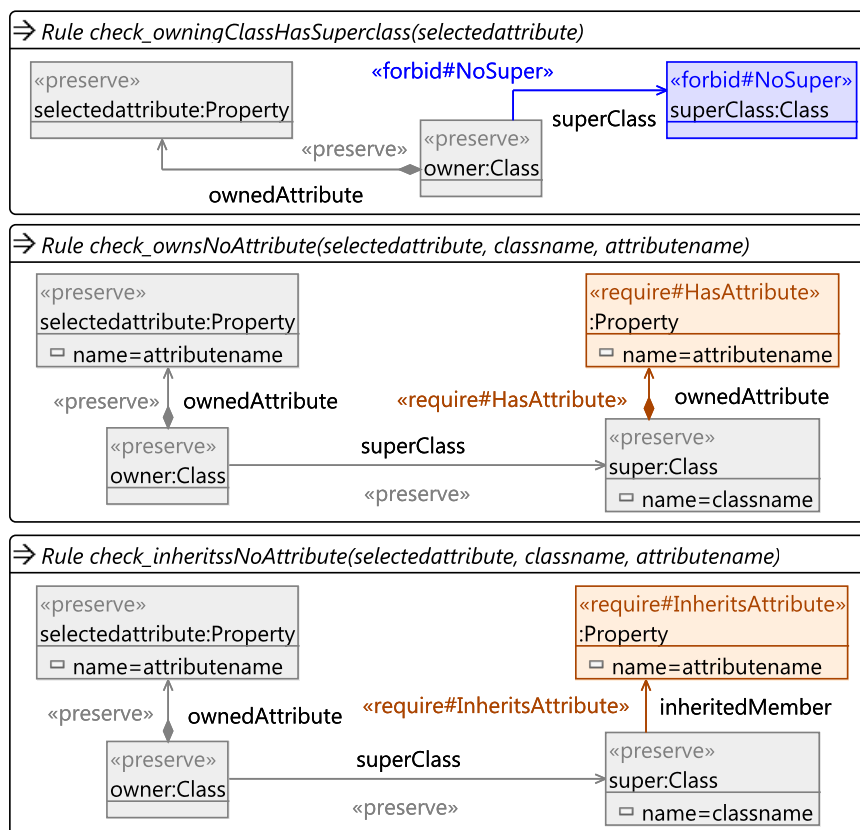 Rule check_owningClassHasSuperclass(selectedattribute)
«preserve»
selectedattribute:Property
«forbid#NoSuper»
«forbid#NoSuper»
superClass:Class
superClass
«preserve»
«preserve»
owner:Class
ownedAttribute
Rule check_ownsNoAttribute(selectedattribute, classname, attributename)
«preserve»
selectedattribute:Property
name=attributename
«require#HasAttribute»
:Property
name=attributename
«preserve»
ownedAttribute
«require#HasAttribute»
ownedAttribute
«preserve»
owner:Class
superClass
«preserve»
«preserve»
super:Class
name=classname
Rule check_inheritssNoAttribute(selectedattribute, classname, attributename)
«preserve»
selectedattribute:Property
name=attributename
«require#InheritsAttribute»
:Property
name=attributename
«preserve»
ownedAttribute
«require#InheritsAttribute»
inheritedMember
«preserve»
owner:Class
superClass
«preserve»
«preserve»
super:Class
name=classname